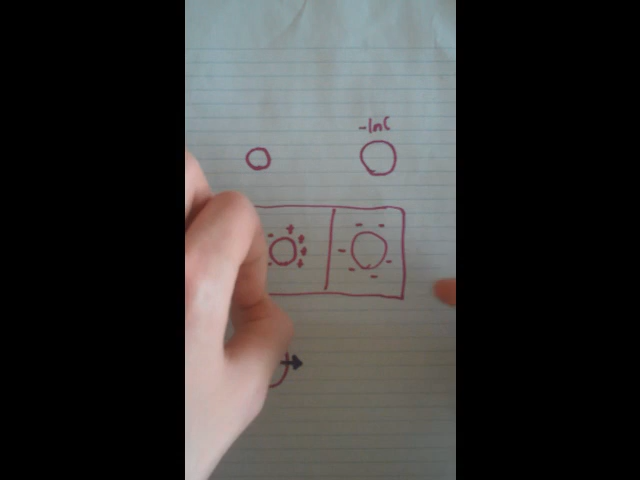 -1nC
- + + + +
- - - - - -